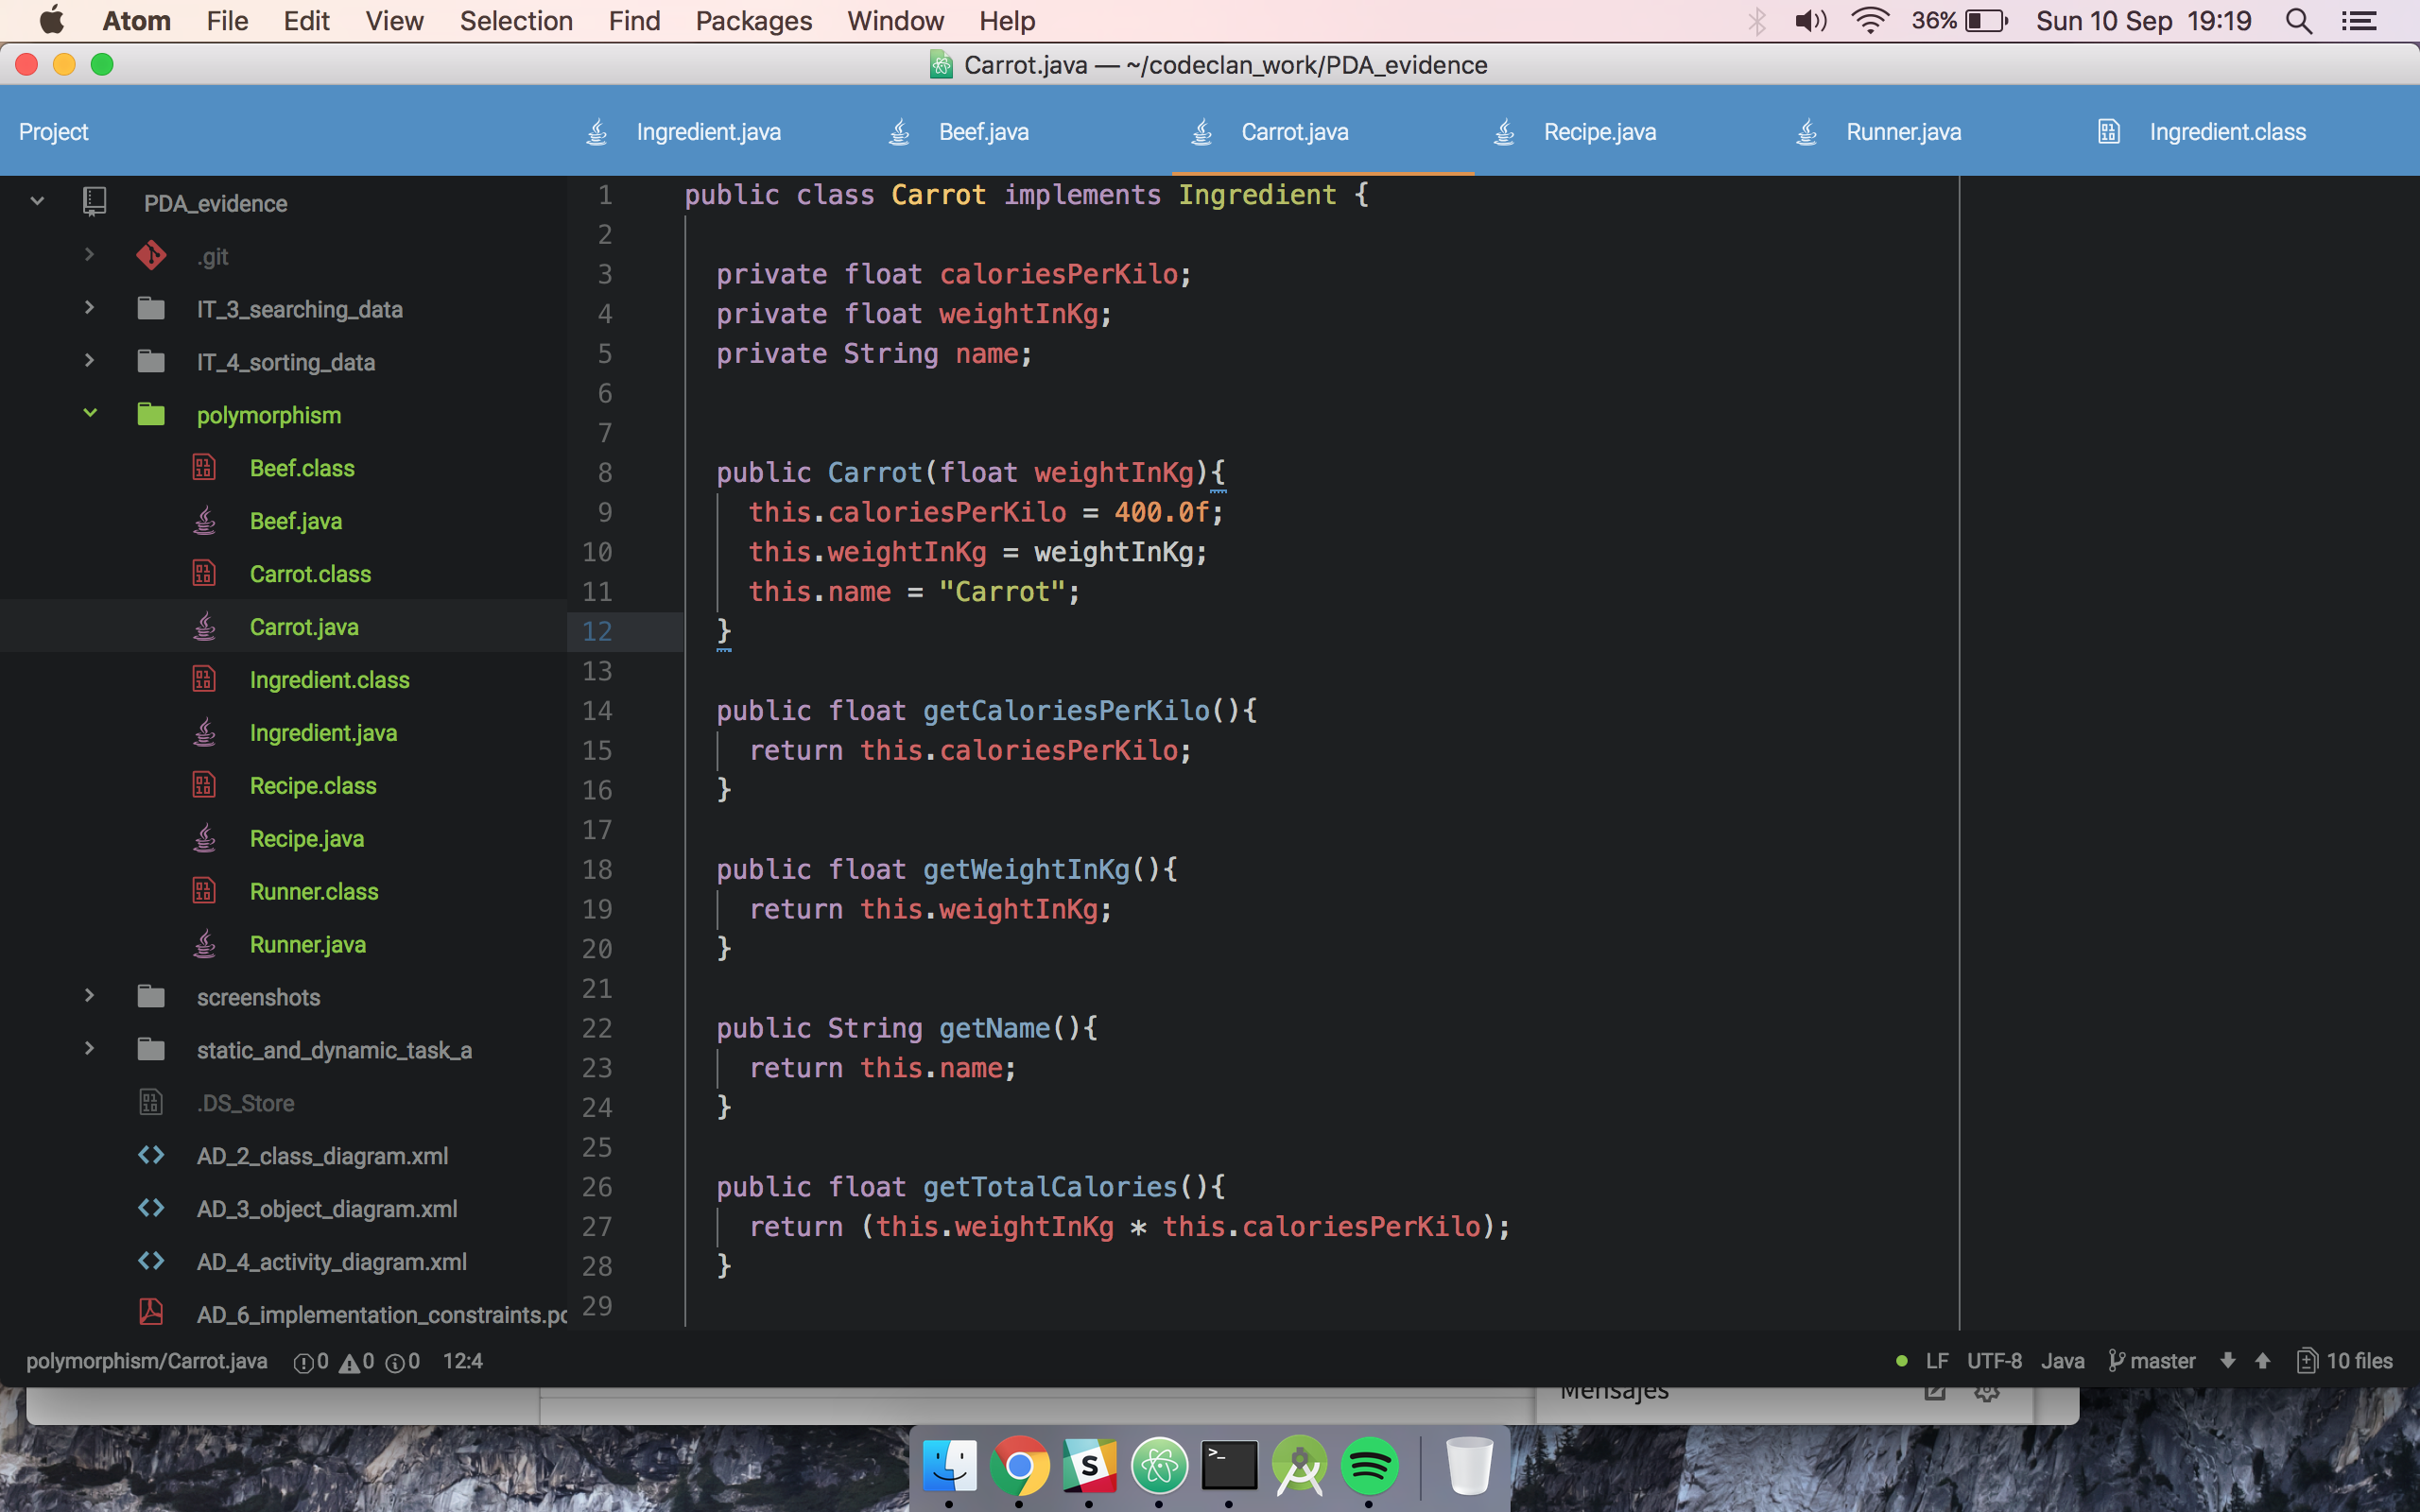 Atom File Edit View Selection Find Packages Window Help 36% Sun 10 Sep 19:19
Carrot.java — ~/codeclan_work/PDA_evidence
Project
Ingredient.java Beef.java Carrot.java Recipe.java Runner.java Ingredient.class
PDA_evidence
.git
IT_3_searching_data
IT_4_sorting_data
polymorphism
Beef.class
Beef.java
Carrot.class
Carrot.java
Ingredient.class
Ingredient.java
Recipe.class
Recipe.java
Runner.class
Runner.java
screenshots
static_and_dynamic_task_a
.DS_Store
AD_2_class_diagram.xml
AD_3_object_diagram.xml
AD_4_activity_diagram.xml
AD_6_implementation_constraints.pd
1 public class Carrot implements Ingredient {
2
3 private float caloriesPerKilo;
4 private float weightInKg;
5 private String name;
6
7
8 public Carrot(float weightInKg){
9 this.caloriesPerKilo = 400.0f;
10 this.weightInKg = weightInKg;
11 this.name = "Carrot";
12 }
13
14 public float getCaloriesPerKilo(){
15 return this.caloriesPerKilo;
16 }
17
18 public float getWeightInKg(){
19 return this.weightInKg;
20 }
21
22 public String getName(){
23 return this.name;
24 }
25
26 public float getTotalCalories(){
27 return (this.weightInKg * this.caloriesPerKilo);
28 }
29
polymorphism/Carrot.java 0 0 0 12:4 LF UTF-8 Java master 10 files
Mensajes